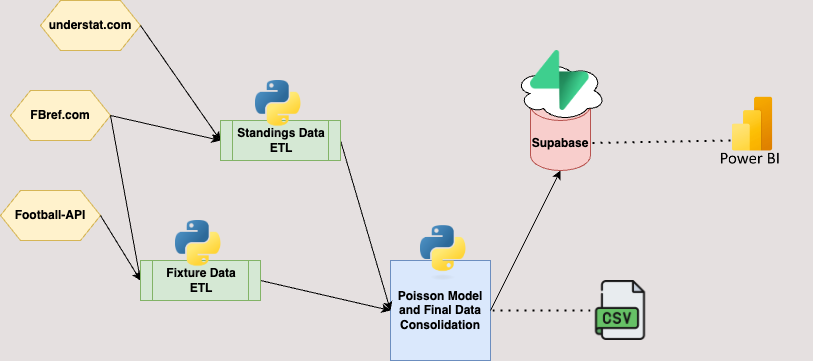 understat.com
FBref.com
Standings Data
ETL
Supabase
Power BI
Football-API
Fixture Data
ETL
Poisson Model
and Final Data
Consolidation
CSV